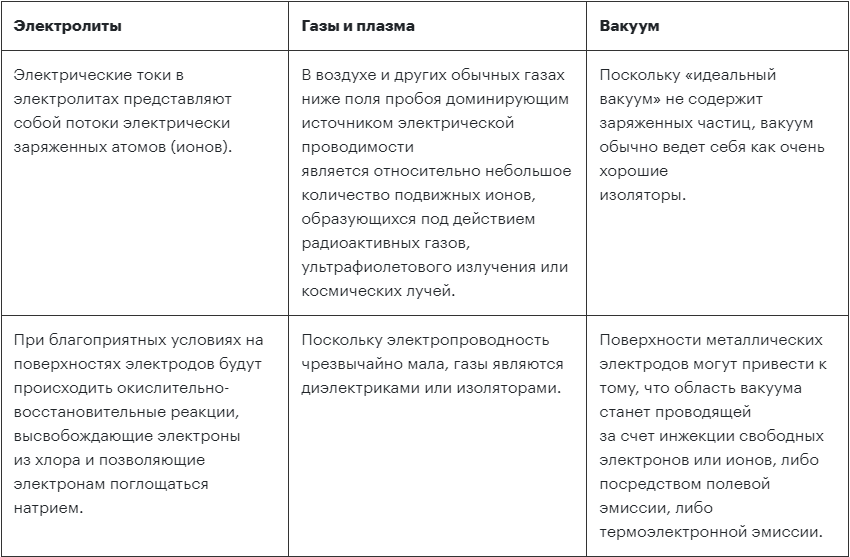 Электролиты
Газы и плазма
Вакуум
Электрические токи в
электролитах представляют
собой потоки электрически
заряженных атомов (ионов).
В воздухе и других обычных газах
ниже поля пробоя доминирующим
источником электрической
проводимости
является относительно небольшое
количество подвижных ионов,
образующихся под действием
радиоактивных газов,
ультрафиолетового излучения или
космических лучей.
Поскольку «идеальный
вакуум» не содержит
заряженных частиц, вакуум
обычно ведет себя как очень
хорошие
изоляторы.
При благоприятных условиях на
поверхностях электродов будут
происходить окислительно-
восстановительные реакции,
высвобождающие электроны
из хлора и позволяющие
электронам поглощаться
натрием.
Поскольку электропроводность
чрезвычайно мала, газы являются
диэлектриками или изоляторами.
Поверхности металлических
электродов могут привести к
тому, что область вакуума
станет проводящей
за счет инжекции свободных
электронов или ионов, либо
посредством полевой
эмиссии, либо
термоэлектронной эмиссии.